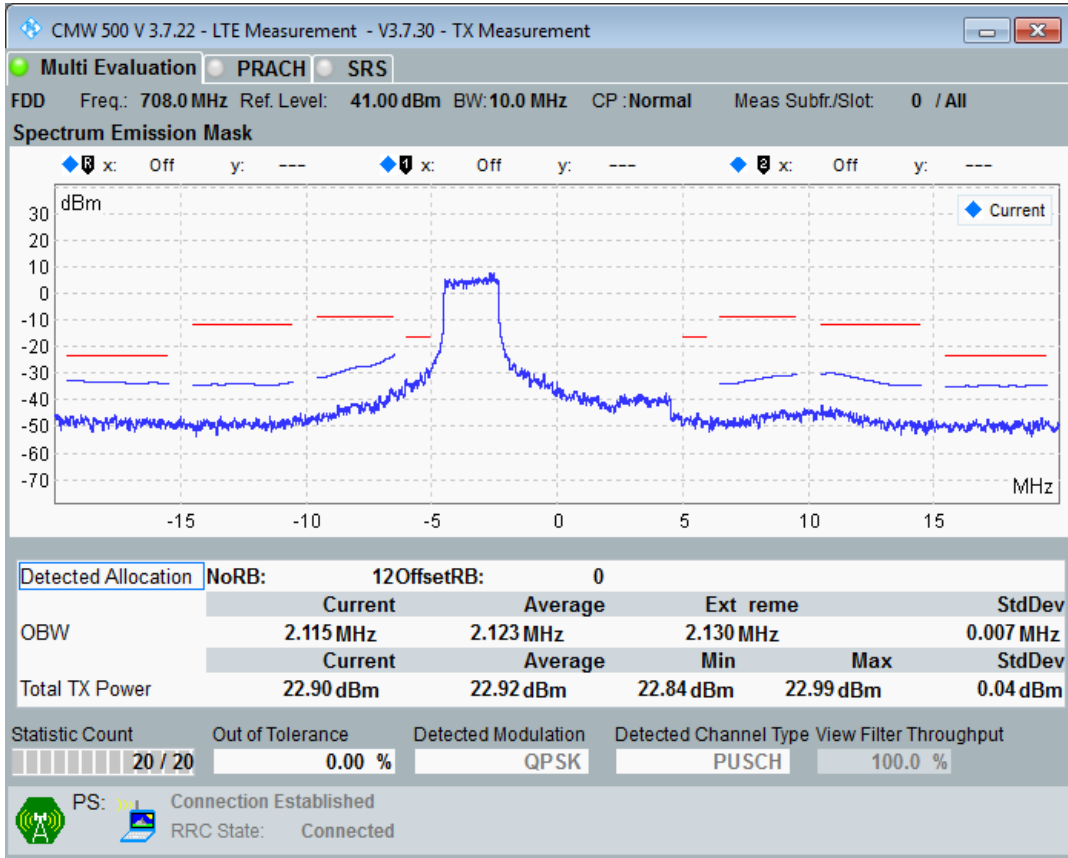 CMW 500 V 3.7.22 - LTE Measurement - V3.7.30 - TX Measurement
Multi Evaluation PRACH SRS
FDD Freq.: 708.0 MHz Ref. Level: 41.00 dBm BW: 10.0 MHz CP : Normal Meas Subfr./Slot: 0 / All
Spectrum Emission Mask
R x: Off y: --- 1 x: Off y: --- 2 x: Off y: ---
dBm
Current
30
20
10
0
-10
-20
-30
-40
-50
-60
-70
MHz
-15 -10 -5 0 5 10 15
Detected Allocation NoRB: 12 OffsetRB: 0
Current Average Ext reme StdDev
OBW 2.115 MHz 2.123 MHz 2.130 MHz 0.007 MHz
Current Average Min Max StdDev
Total TX Power 22.90 dBm 22.92 dBm 22.84 dBm 22.99 dBm 0.04 dBm
Statistic Count Out of Tolerance Detected Modulation Detected Channel Type View Filter Throughput
20 / 20 0.00 % QPSK PUSCH 100.0 %
PS: Connection Established
RRC State: Connected